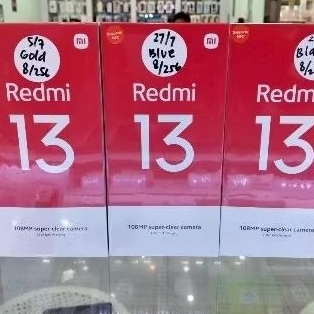 5/7
Gold
8/256
mi
Redmi
13
108MP super-clear camera
27/7
Blue
8/256
mi
Redmi
13
108MP super-clear camera
Redmi
13
108MP super-clear camera